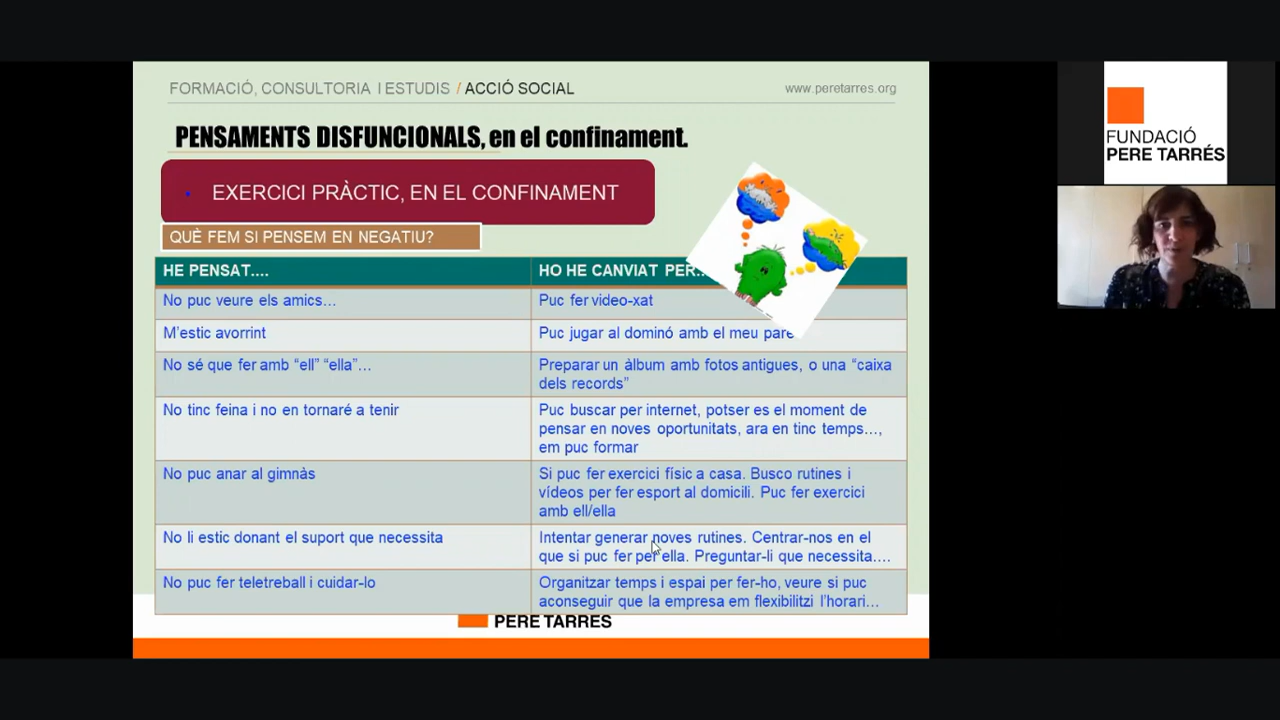 FORMACIÓ, CONSULTORIA I ESTUDIS / ACCIÓ SOCIAL
www.peretarres.org
PENSAMENTS DISFUNCIONALS, en el confinament.
• EXERCICI PRÀCTIC, EN EL CONFINAMENT
QUÈ FEM SI PENSEM EN NEGATIU?
HE PENSAT....
HO HE CANVIAT PER...
No puc veure els amics…
Puc fer video-xat
M’estic avorrint
Puc jugar al dominó amb el meu pare
No sé que fer amb “ell” “ella”…
Preparar un àlbum amb fotos antigues, o una “caixa
dels records”
No tinc feina i no en tornaré a tenir
Puc buscar per internet, potser es el moment de
pensar en noves oportunitats, ara en tinc temps…,
em puc formar
No puc anar al gimnàs
Si puc fer exercici físic a casa. Busco rutines i
vídeos per fer esport al domicili. Puc fer exercici
amb ell/ella
No li estic donant el suport que necessita
Intentar generar noves rutines. Centrar-nos en el
que si puc fer per ella. Preguntar-li que necessita....
No puc fer teletreball i cuidar-lo
Organitzar temps i espai per fer-ho, veure si puc
aconseguir que la empresa em flexibilitzi l’horari…
PERE TARRÉS
FUNDACIÓ
PERE TARRÉS